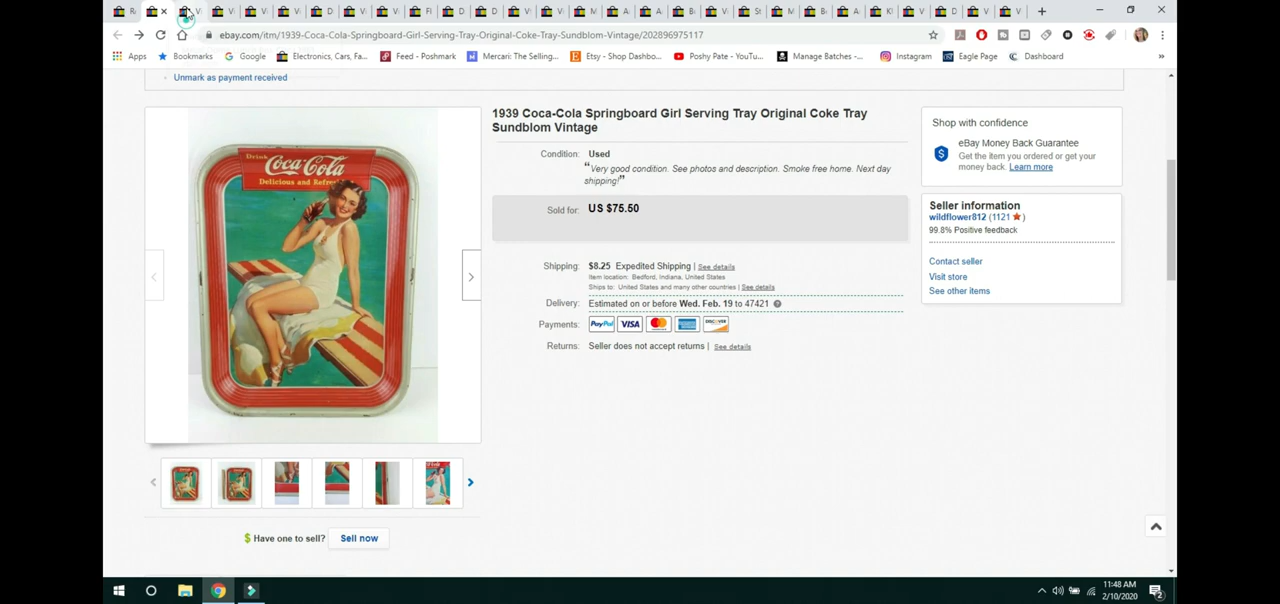 ebay.com/itm/1939-Coca-Cola-Springboard-Girl-Serving-Tray-Original-Coke-Tray-Sundblom-Vintage/202896975117
Apps
Bookmarks
Google
Electronics, Cars, Fa...
Feed - Poshmark
Mercari: The Selling...
Etsy - Shop Dashbo...
Poshy Pate - YouTu...
Manage Batches -...
Instagram
Eagle Page
Dashboard
»
Unmark as payment received
Drink
Coca-Cola
Delicious and Refre
1939 Coca-Cola Springboard Girl Serving Tray Original Coke Tray
Sundblom Vintage
Condition: Used
“Very good condition. See photos and description. Smoke free home. Next day
shipping!”
Sold for: US $75.50
Shipping: $8.25 Expedited Shipping | See details
Item location: Bedford, Indiana, United States
Ships to: United States and many other countries | See details
Delivery: Estimated on or before Wed. Feb. 19 to 47421
Payments: PayPal VISA DISCOVER
Returns: Seller does not accept returns | See details
Shop with confidence
eBay Money Back Guarantee
Get the item you ordered or get your
money back. Learn more
Seller information
wildflower812 (1121 ★)
99.8% Positive feedback
Contact seller
Visit store
See other items
$ Have one to sell? Sell now
11:48 AM
2/10/2020
2